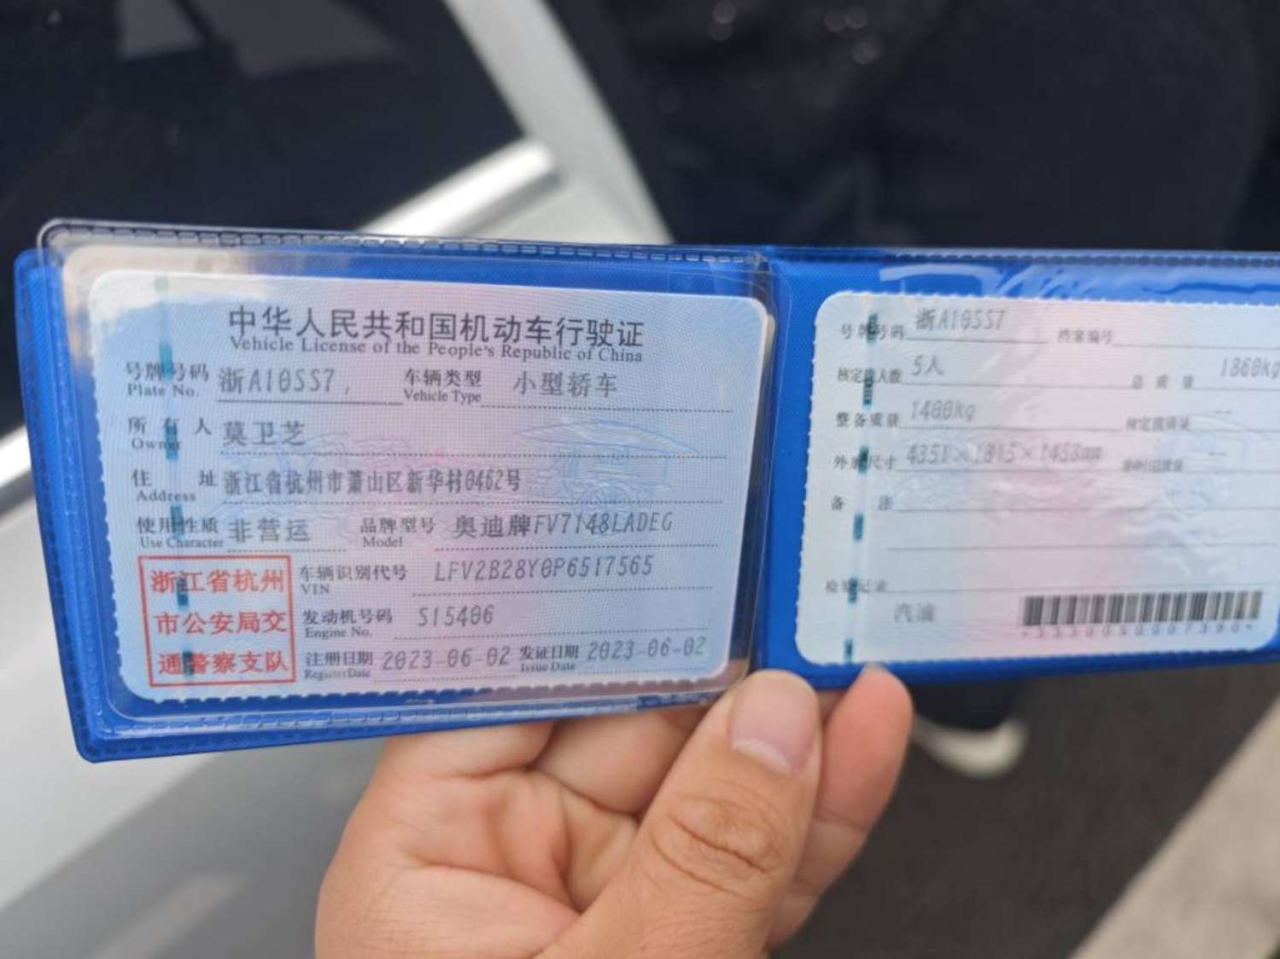 中华人民共和国机动车行驶证
Vehicle License of the People's Republic of China
号牌号码 浙A10SS7 车辆类型 小型轿车
Plate No. Vehicle Type
所有人 莫卫芝
Owner
住址 浙江省杭州市萧山区新华村0462号
Address
使用性质 非营运 品牌型号 奥迪牌FV7148LADEG
Use Character Model
浙江省杭州
市公安局交
通警察支队
车辆识别代号 LFV2B28Y0P6517565
VIN
发动机号码 S15406
Engine No.
注册日期 2023-06-02 发证日期 2023-06-02
Register Date Issue Date
号牌号码 浙A10SS7 档案编号
核定载人数 5人 总质量 1860kg
整备质量 1400kg 核定载质量 --
外廓尺寸 4351×1815×1458mm --
备注
检验记录
汽油